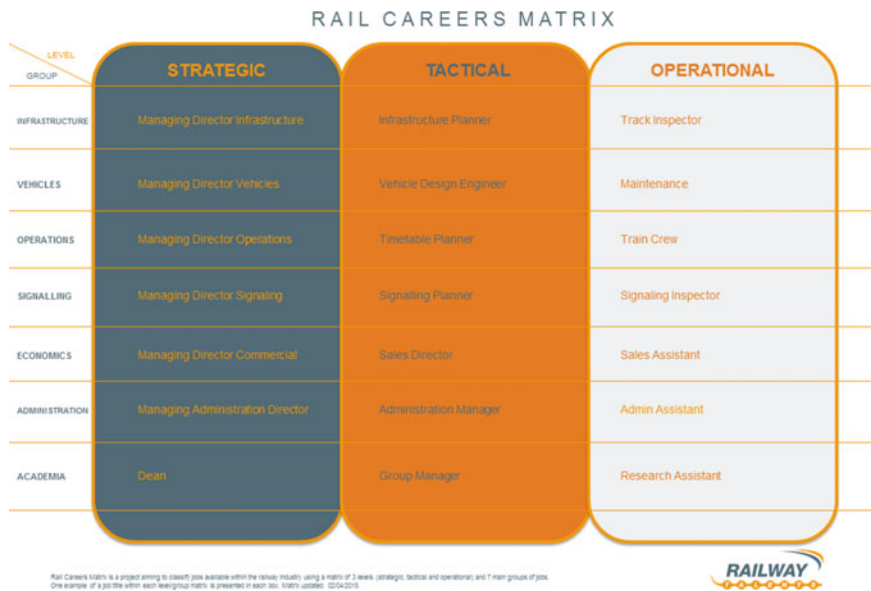 RAIL CAREERS MATRIX
LEVEL
GROUP
STRATEGIC TACTICAL OPERATIONAL
INFRASTRUCTURE Managing Director Infrastructure Infrastructure Planner Track Inspector
VEHICLES Managing Director Vehicles Vehicle Design Engineer Maintenance
OPERATIONS Managing Director Operations Timetable Planner Train Crew
SIGNALLING Managing Director Signaling Signalling Planner Signaling Inspector
ECONOMICS Managing Director Commercial Sales Director Sales Assistant
ADMINISTRATION Managing Administration Director Administration Manager Admin Assistant
ACADEMIA Dean Group Manager Research Assistant
Rail Careers Matrix is a project aiming to classify jobs available within the railway industry using a matrix of 3 levels (strategic, tactical and operational) and 7 main groups of jobs.
One example of a job title within each level/group matrix is presented in each box. Matrix updated: 02/04/2015.
RAILWAY
TALENTS